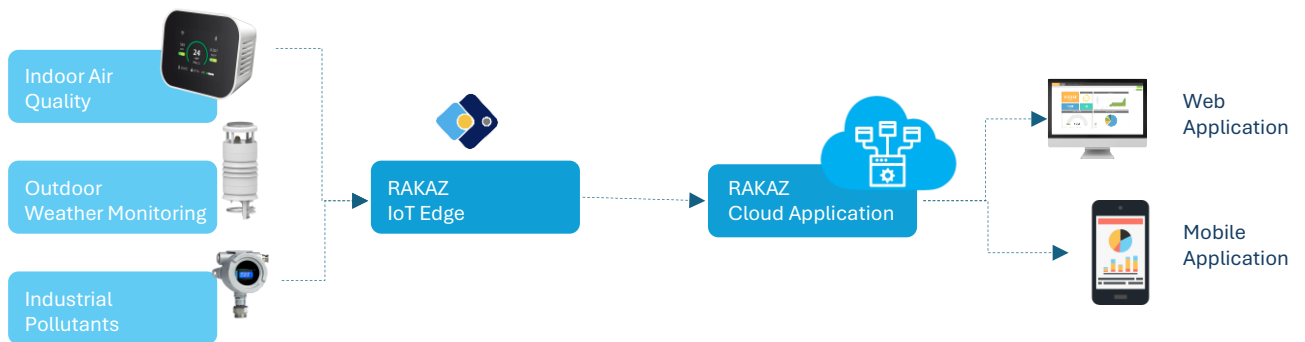 Indoor Air
Quality
Outdoor
Weather Monitoring
Industrial
Pollutants
24
RAKAZ
IoT Edge
RAKAZ
Cloud Application
Web
Application
Mobile
Application